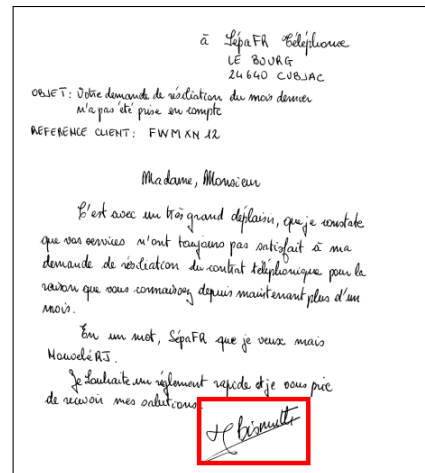 à SépaFR Téléphone
LE BOURG
24640 CUBJAC
OBJET: Votre demande de résiliation du mois dernier
n'a pas été prise en compte
REFERENCE CLIENT: FWMXN 12
Madame, Monsieur
C'est avec un très grand déplaisir, que je constate
que vos services n'ont toujours pas satisfait à ma
demande de résiliation du contrat téléphonique pour la
raison que vous connaissez depuis maintenant plus d'un
mois.
En un mot, SépaFR que je veux mais
NouveléRJ.
Je souhaite un règlement rapide et je vous prie
de recevoir mes salutions.